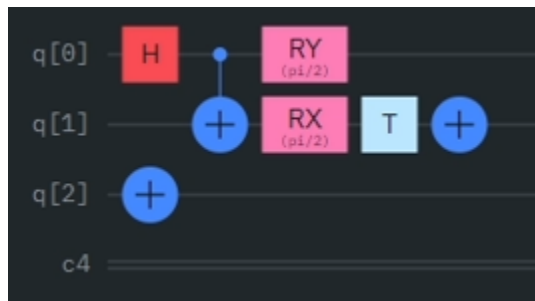 q[0] H RY
(pi/2)
q[1] + RX T +
(pi/2)
q[2] +
c4